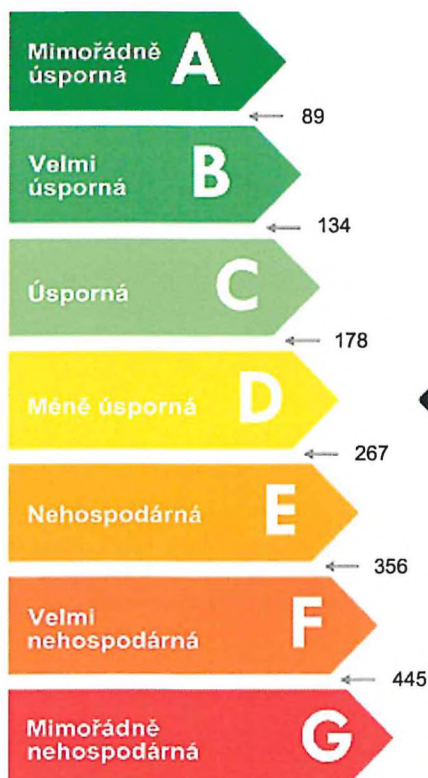 Mimořádně
úsporná
A
89
Velmi
úsporná
B
134
Úsporná
C
178
Méně úsporná
D
267
Nehospodárná
E
356
Velmi
nehospodárná
F
445
Mimořádně
nehospodárná
G